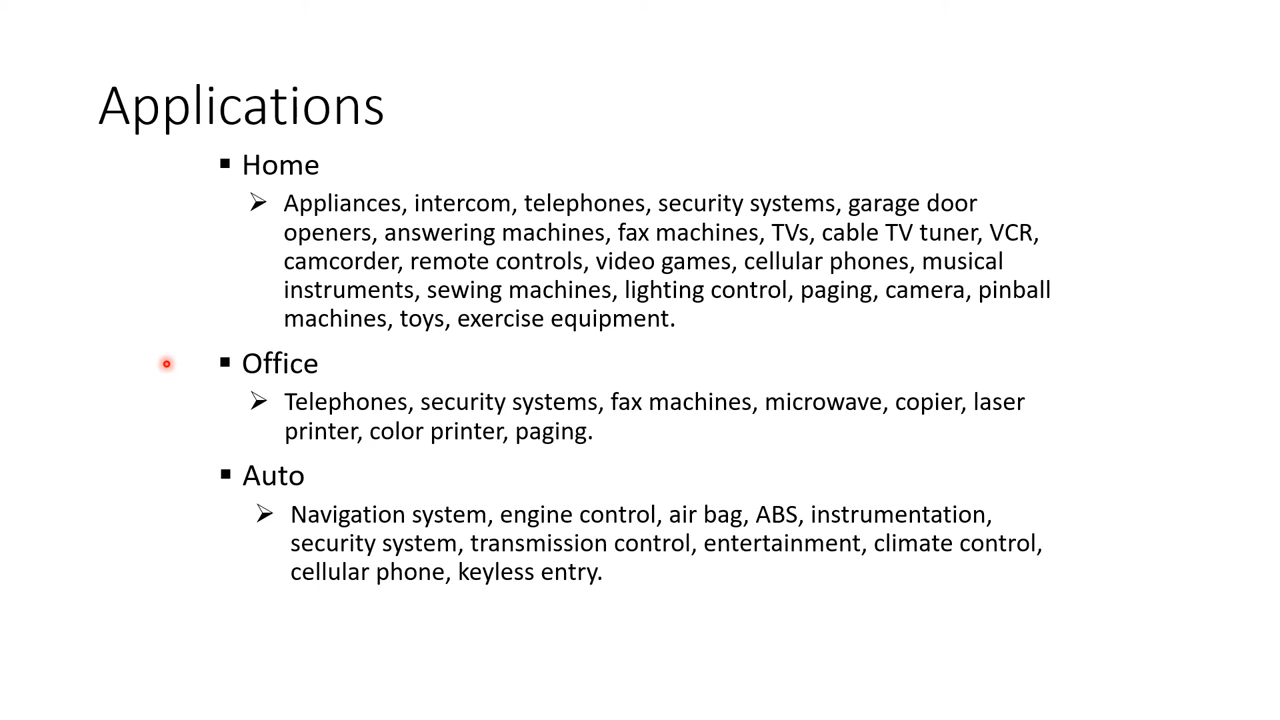 Applications
Home
Appliances, intercom, telephones, security systems, garage door
openers, answering machines, fax machines, TVs, cable TV tuner, VCR,
camcorder, remote controls, video games, cellular phones, musical
instruments, sewing machines, lighting control, paging, camera, pinball
machines, toys, exercise equipment.
Office
Telephones, security systems, fax machines, microwave, copier, laser
printer, color printer, paging.
Auto
Navigation system, engine control, air bag, ABS, instrumentation,
security system, transmission control, entertainment, climate control,
cellular phone, keyless entry.